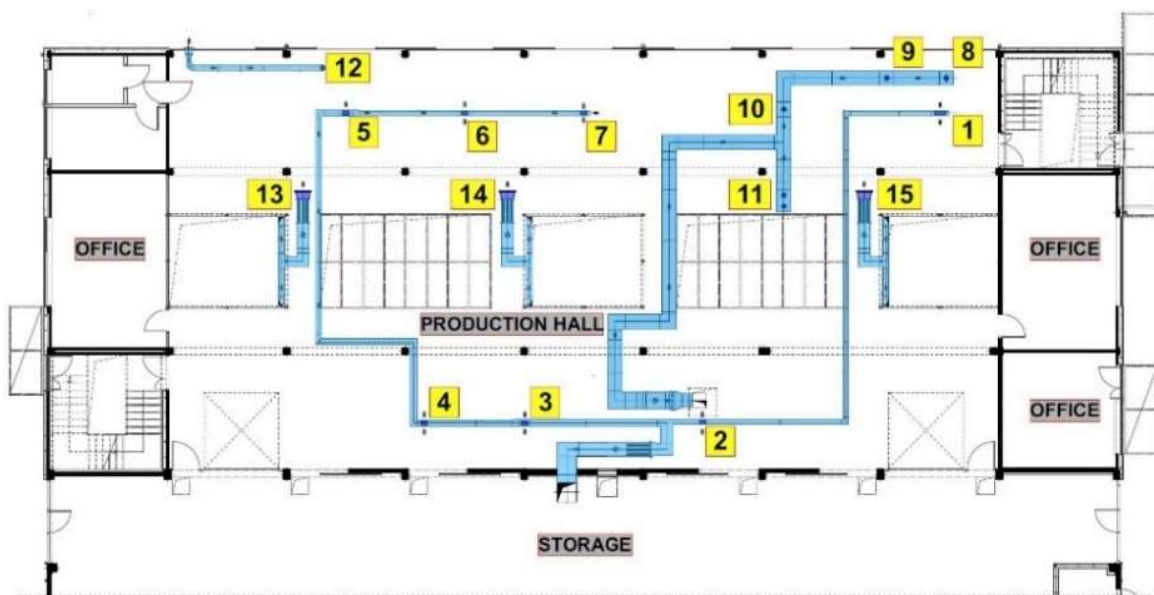 9 8
12
10
5 6 7 1
13 14 11 15
OFFICE OFFICE
PRODUCTION HALL
4 3 2 OFFICE
STORAGE